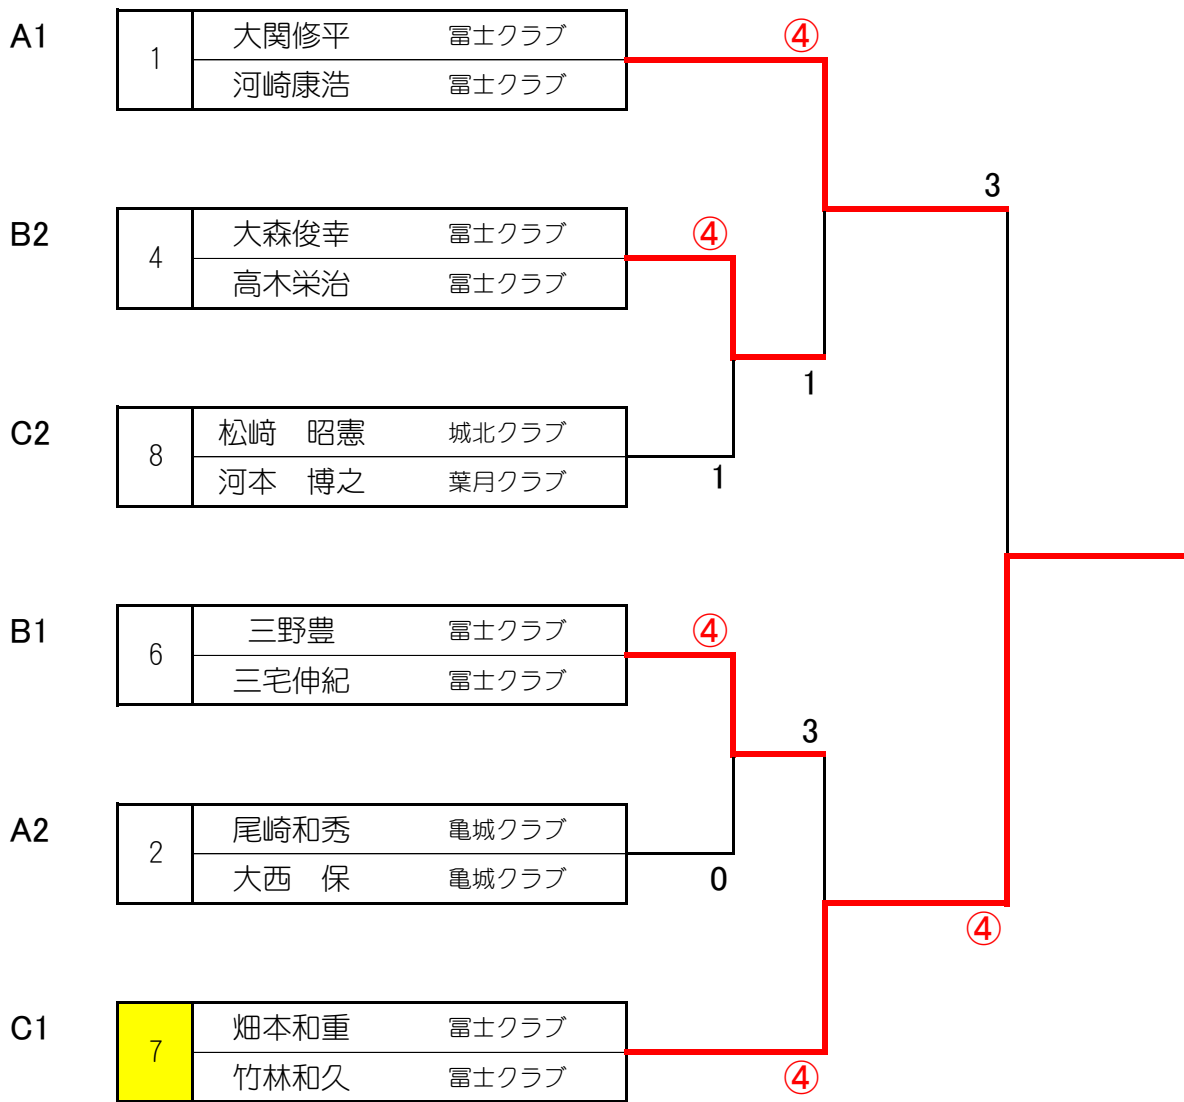 A1
1
大関修平 冨士クラブ
河崎康浩 冨士クラブ
④
3
B2
4
大森俊幸 冨士クラブ
高木栄治 冨士クラブ
④
1
C2
8
松﨑　昭憲 城北クラブ
河本　博之 葉月クラブ
1
B1
6
三野豊 冨士クラブ
三宅伸紀 冨士クラブ
④
3
A2
2
尾崎和秀 亀城クラブ
大西　保 亀城クラブ
0
④
C1
7
畑本和重 冨士クラブ
竹林和久 冨士クラブ
④